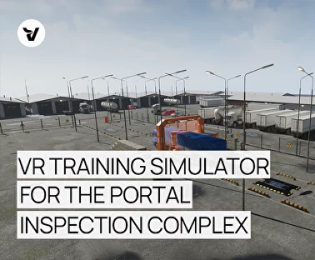 VR TRAINING SIMULATOR
FOR THE PORTAL
INSPECTION COMPLEX